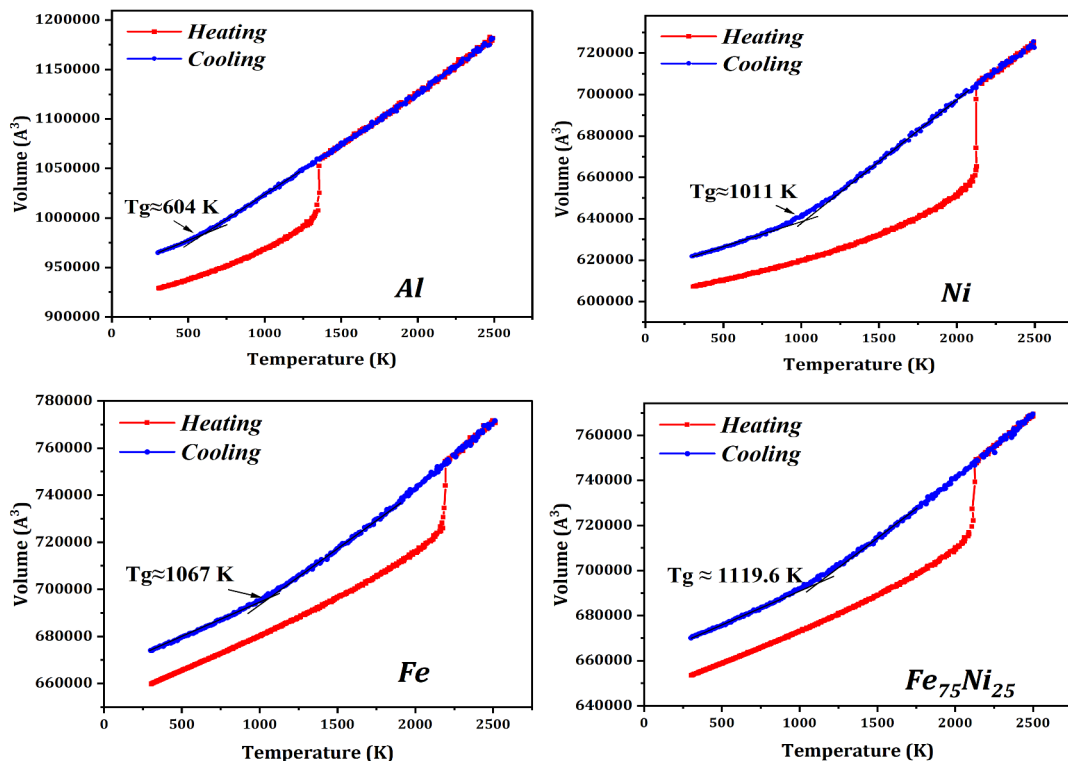 1200000
1150000
1100000
1050000
1000000
950000
900000
Volume (A³)
Heating
Cooling
Tg≈604 K
Al
0 500 1000 1500 2000 2500
Temperature (K)
720000
700000
680000
660000
640000
620000
600000
Volume (A³)
Heating
Cooling
Tg≈1011 K
Ni
0 500 1000 1500 2000 2500
Temperature (K)
780000
760000
740000
720000
700000
680000
660000
Volume (A³)
Heating
Cooling
Tg≈1067 K
Fe
0 500 1000 1500 2000 2500
Temperature (K)
760000
740000
720000
700000
680000
660000
640000
Volume (A³)
Heating
Cooling
Tg ≈ 1119.6 K
Fe₇₅Ni₂₅
0 500 1000 1500 2000 2500
Temperature (K)